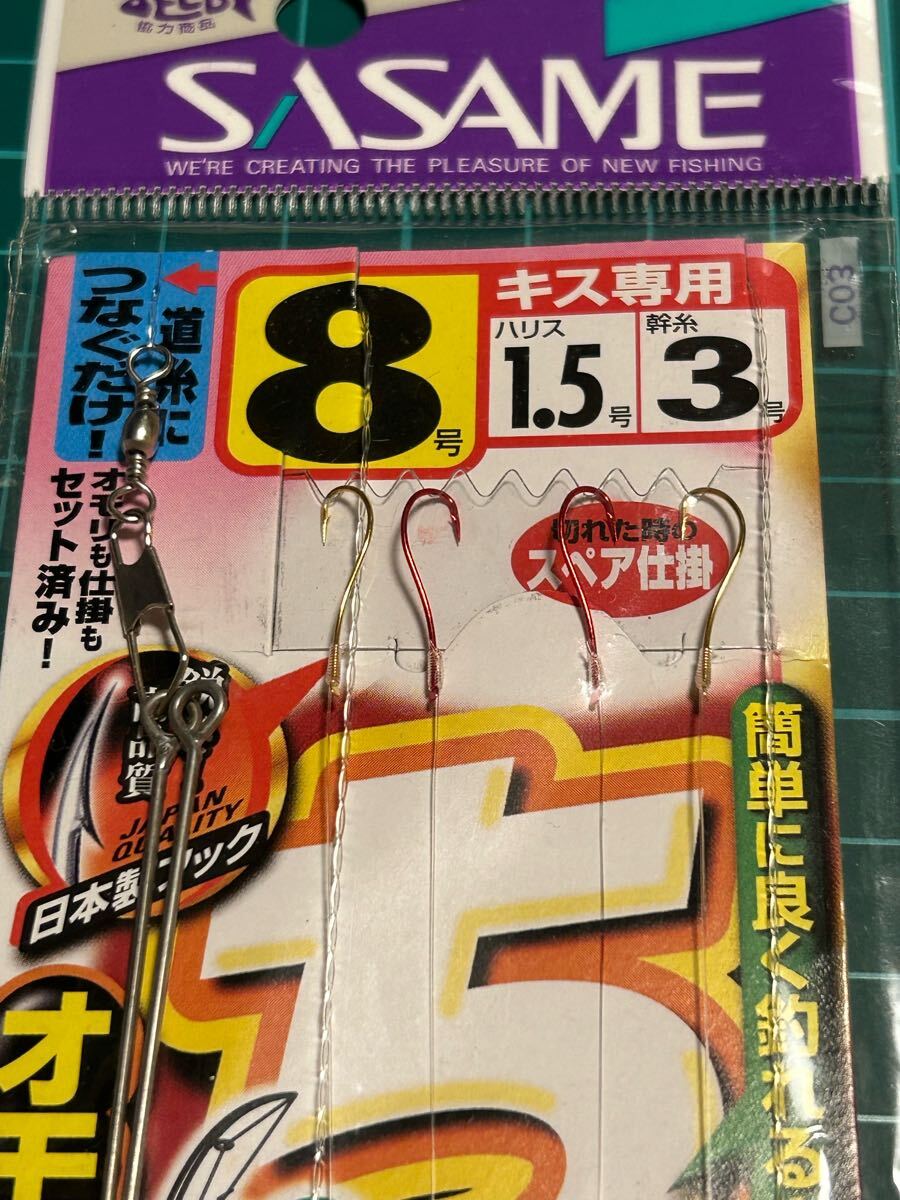 協力商品
SASAME
WE'RE CREATING THE PLEASURE OF NEW FISHING
C03
道糸に
つなぐだけ!
8号
キス専用
ハリス
1.5号
幹糸
3号
オモリも仕掛も
セット済み!
切れた時の
スペア仕掛
JAPAN
QUALITY
日本製フック
簡単に良く釣れる
オモ